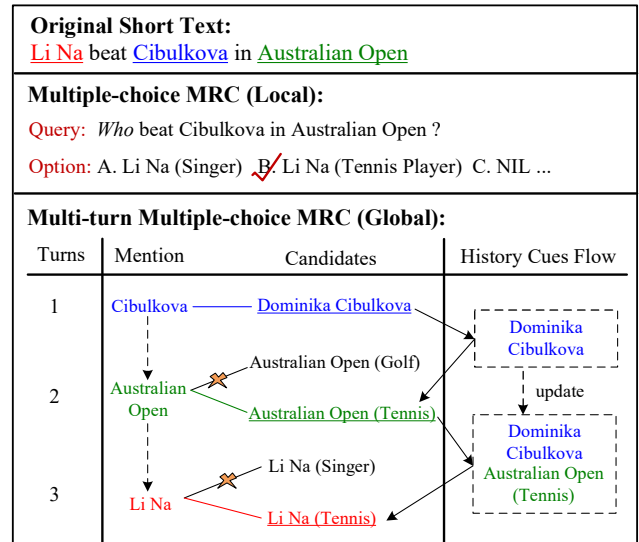 Original Short Text:
Li Na beat Cibulkova in Australian Open
Multiple-choice MRC (Local):
Query: Who beat Cibulkova in Australian Open ?
Option: A. Li Na (Singer) B. Li Na (Tennis Player) C. NIL ...
Multi-turn Multiple-choice MRC (Global):
Turns Mention Candidates History Cues Flow
1 Cibulkova Dominika Cibulkova
Dominika
Cibulkova
Australian Open (Golf)
2 Australian
Open
Australian Open (Tennis)
update
Dominika
Cibulkova
Australian Open
(Tennis)
Li Na (Singer)
3 Li Na
Li Na (Tennis)